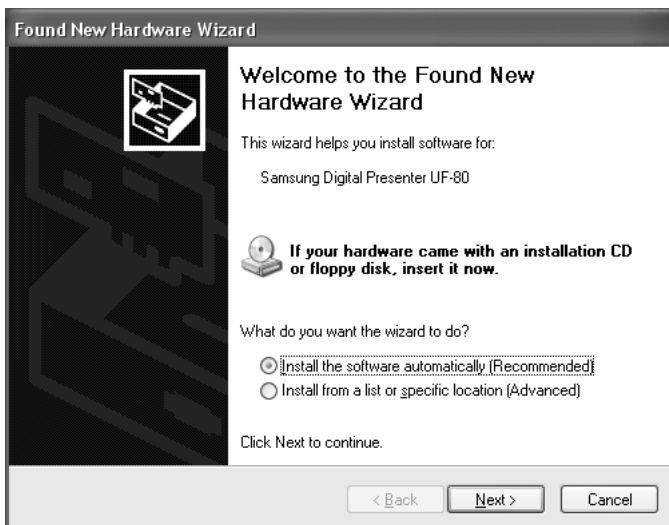 Found New Hardware Wizard
Welcome to the Found New
Hardware Wizard
This wizard helps you install software for:
Samsung Digital Presenter UF-80
If your hardware came with an installation CD
or floppy disk, insert it now.
What do you want the wizard to do?
Install the software automatically (Recommended)
Install from a list or specific location (Advanced)
Click Next to continue.
< Back Next > Cancel